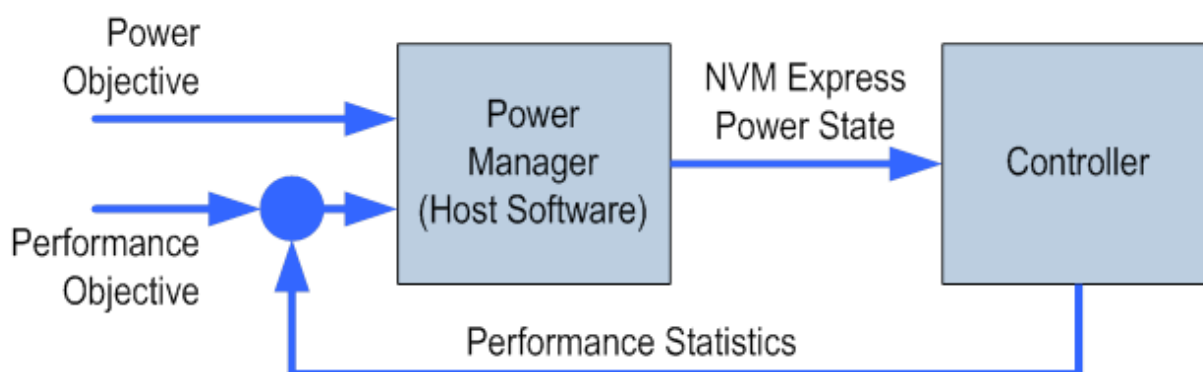 Power
Objective
Performance
Objective
Power
Manager
(Host Software)
NVM Express
Power State
Controller
Performance Statistics